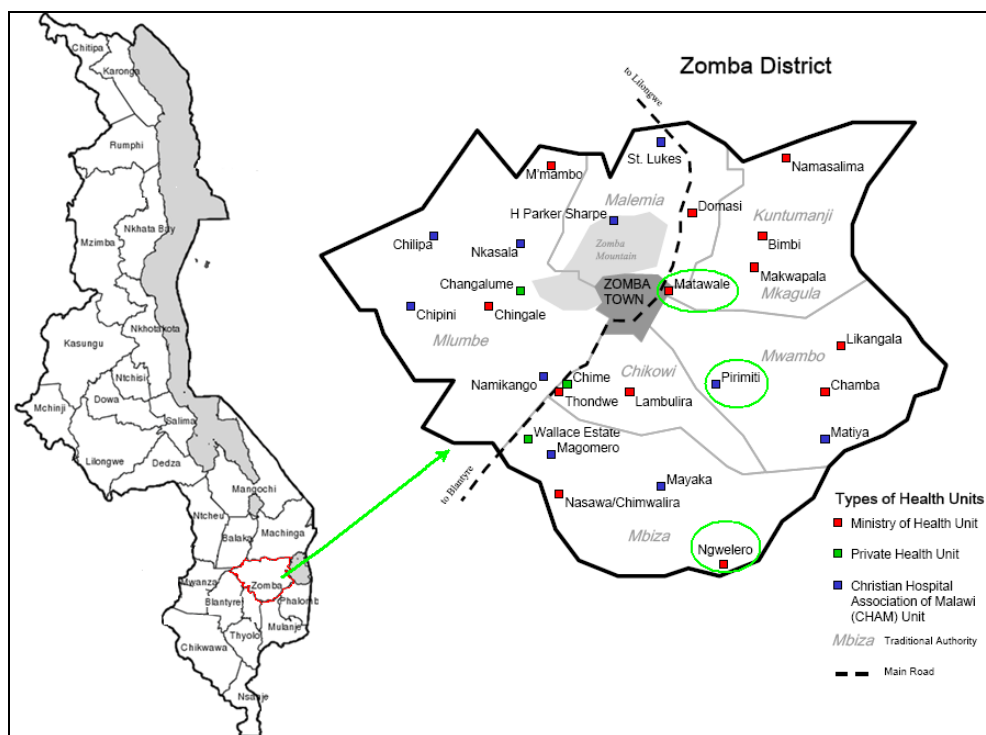 Chitipa
Karonga
Rumphi
Nkhata Bay
Mzimba
Nkhotakota
Kasungu
Ntchisi
Dowa
Mchinji
Salima
Lilongwe
Dedza
Mangochi
Ntcheu
Machinga
Balaka
Zomba
Mwanza
Blantyre
Phalomb
Mulanje
Thyolo
Chikwawa
Nsanje
Zomba District
to Lilongwe
St. Lukes
Namasalima
M'mambo
Malemia
Domasi
Kuntumanji
H Parker Sharpe
Chilipa
Nkasala
Zomba
Mountain
Bimbi
Makwapala
Changalume
ZOMBA
TOWN
Matawale
Mkagula
Chipini
Chingale
Mlumbe
Likangala
Mwambo
Chikowi
Namikango
Chime
Pirimiti
Thondwe
Lambulira
Chamba
Wallace Estate
Magomero
Matiya
to Blantyre
Mayaka
Nasawa/Chimwalira
Mbiza
Ngwelero
Types of Health Units
Ministry of Health Unit
Private Health Unit
Christian Hospital
Association of Malawi
(CHAM) Unit
Mbiza Traditional Authority
Main Road